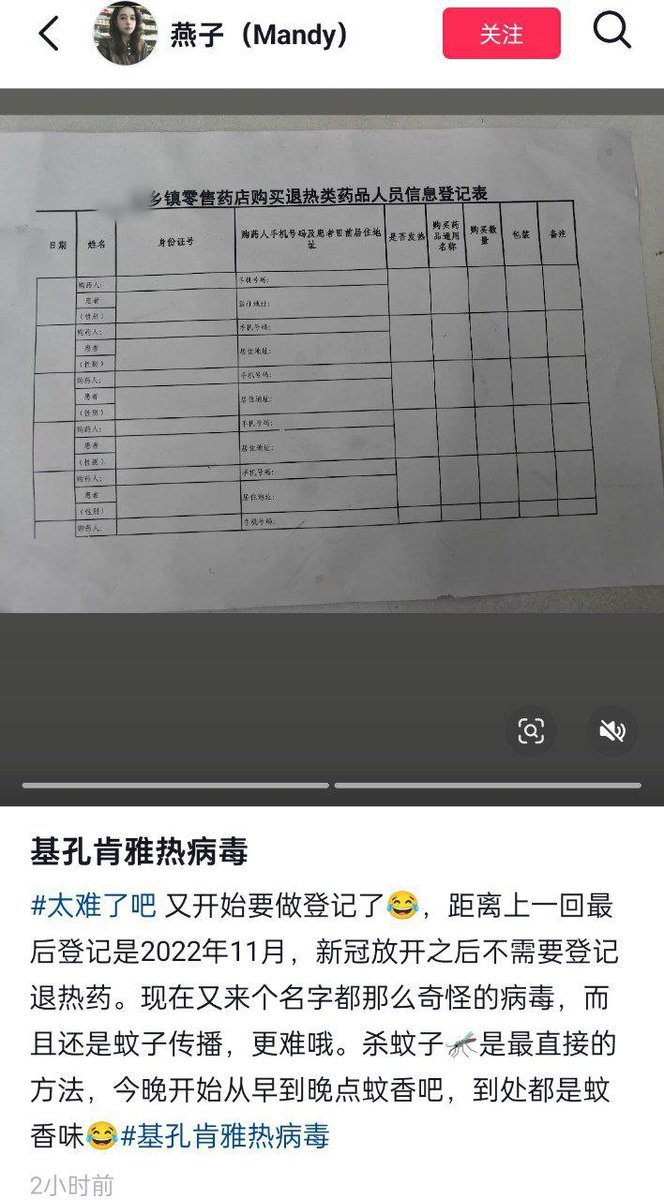 燕子（Mandy）
关注
乡镇零售药店购买退热类药品人员信息登记表
日期 姓名 身份证号 购药人手机号码及患者目前居住地址 是否发热 购买药品通用名称 购买数量 包装 备注
购药人： 手机号码：
患者 居住地址：
（性别）
购药人： 手机号码：
患者 居住地址：
（性别）
购药人： 手机号码：
患者 居住地址：
（性别）
购药人： 手机号码：
患者 居住地址：
（性别）
购药人： 手机号码：
患者 居住地址：
（性别）
购药人： 手机号码：
基孔肯雅热病毒
#太难了吧 又开始要做登记了😂，距离上一回最
后登记是2022年11月，新冠放开之后不需要登记
退热药。现在又来个名字都那么奇怪的病毒，而
且还是蚊子传播，更难哦。杀蚊子🦟是最直接的
方法，今晚开始从早到晚点蚊香吧，到处都是蚊
香味😂#基孔肯雅热病毒
2小时前